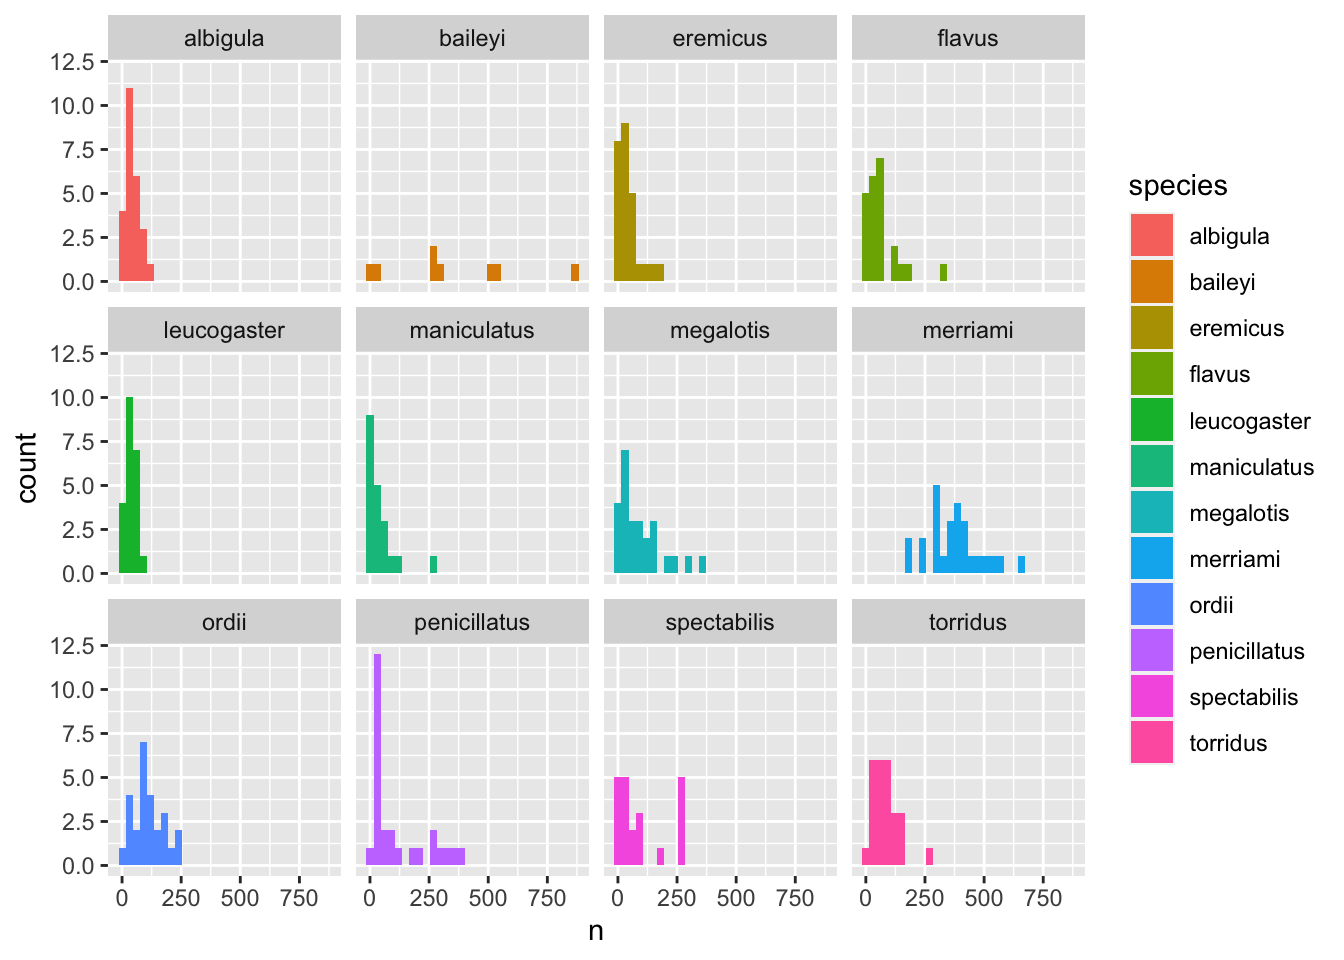 albigula baileyi eremicus flavus
12.5
10.0
7.5
5.0
2.5
0.0
leucogaster maniculatus megalotis merriami
12.5
10.0
7.5
5.0
2.5
0.0
ordii penicillatus spectabilis torridus
12.5
10.0
7.5
5.0
2.5
0.0
0 250 500 750 0 250 500 750 0 250 500 750 0 250 500 750
n
count
species
albigula
baileyi
eremicus
flavus
leucogaster
maniculatus
megalotis
merriami
ordii
penicillatus
spectabilis
torridus